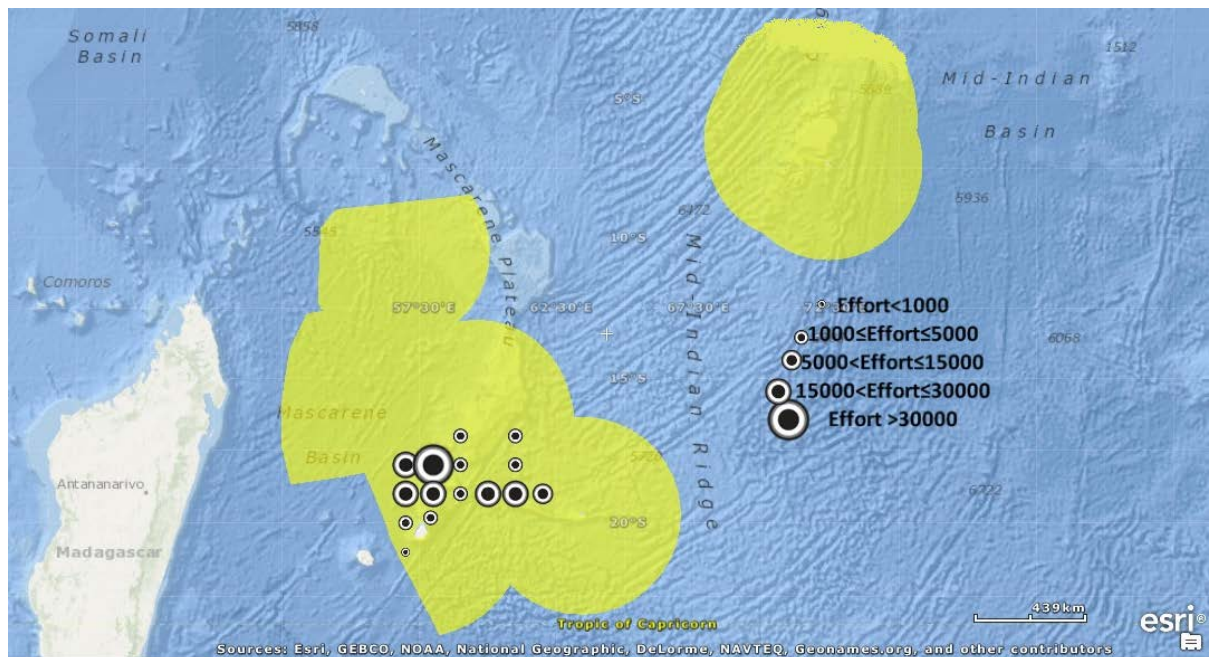 5858
Somali
Basin
1512
Mid-Indian
5°S
Mascarene Plateau
Basin
5936
6472
10°S
Comoros
Mid-Indian Ridge
57°30'E
62°30'E
67°30'E
Effort<1000
1000≤Effort≤5000
6068
5000<Effort≤15000
15°S
15000<Effort≤30000
Mascarene
Effort >30000
Basin
Antananarivo
20°S
Madagascar
439km
esri
Tropic of Capricorn
Sources: Esri, GEBCO, NOAA, National Geographic, DeLorme, NAVTEQ, Geonames.org, and other contributors